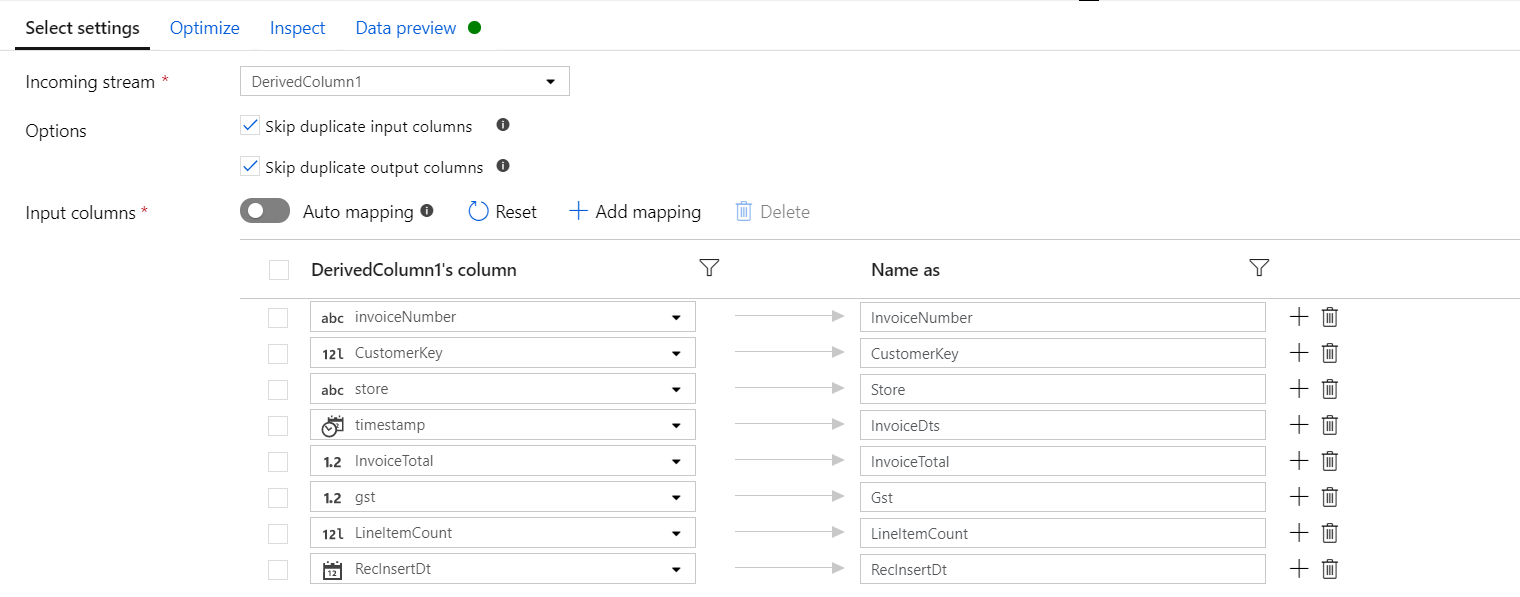 Select settings Optimize Inspect Data preview
Incoming stream * DerivedColumn1
Options Skip duplicate input columns
Skip duplicate output columns
Input columns * Auto mapping Reset Add mapping Delete
DerivedColumn1's column Name as
abc invoiceNumber InvoiceNumber
12l CustomerKey CustomerKey
abc store Store
timestamp InvoiceDts
1.2 InvoiceTotal InvoiceTotal
1.2 gst Gst
12l LineItemCount LineItemCount
12 RecInsertDt RecInsertDt